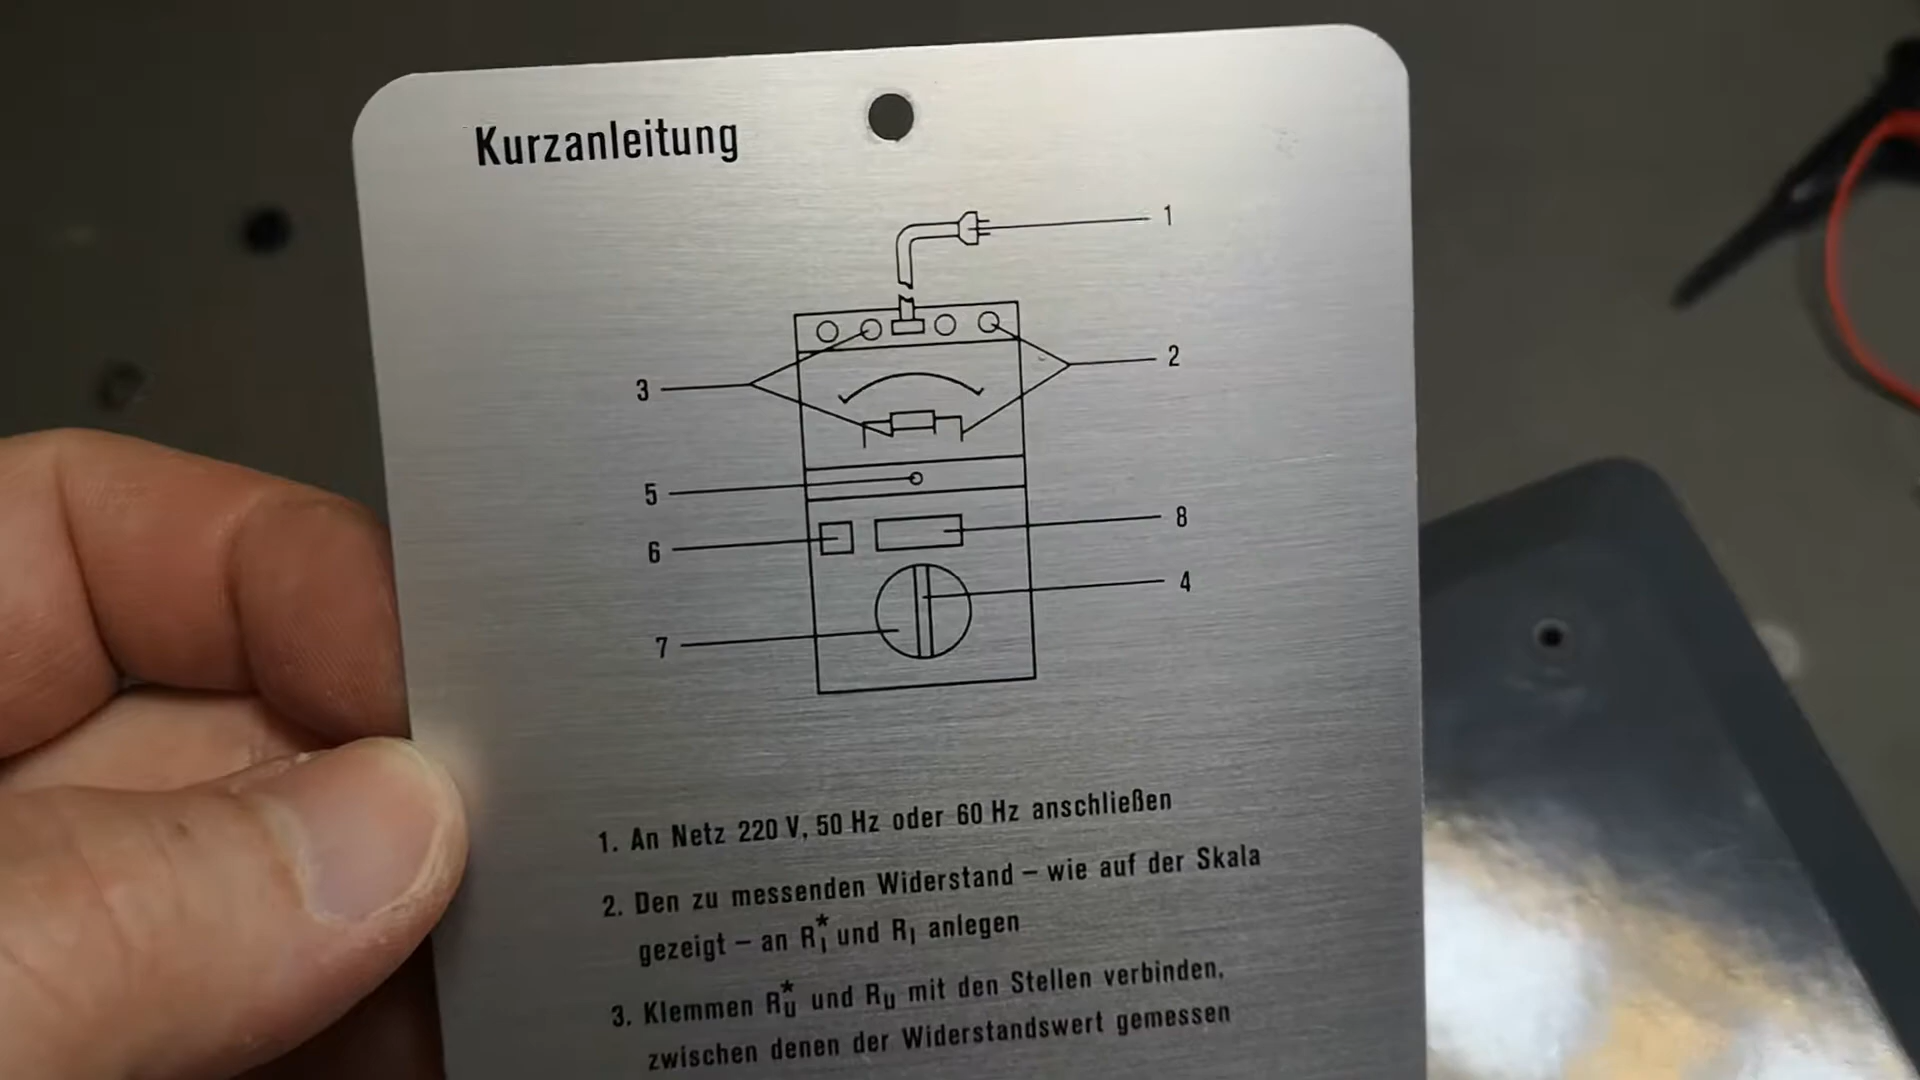 Kurzanleitung
1
2
3
5
8
6
4
7
1. An Netz 220 V, 50 Hz oder 60 Hz anschließen
2. Den zu messenden Widerstand – wie auf der Skala
gezeigt – an R*I und RI anlegen
3. Klemmen R*U und RU mit den Stellen verbinden,
zwischen denen der Widerstandswert gemessen